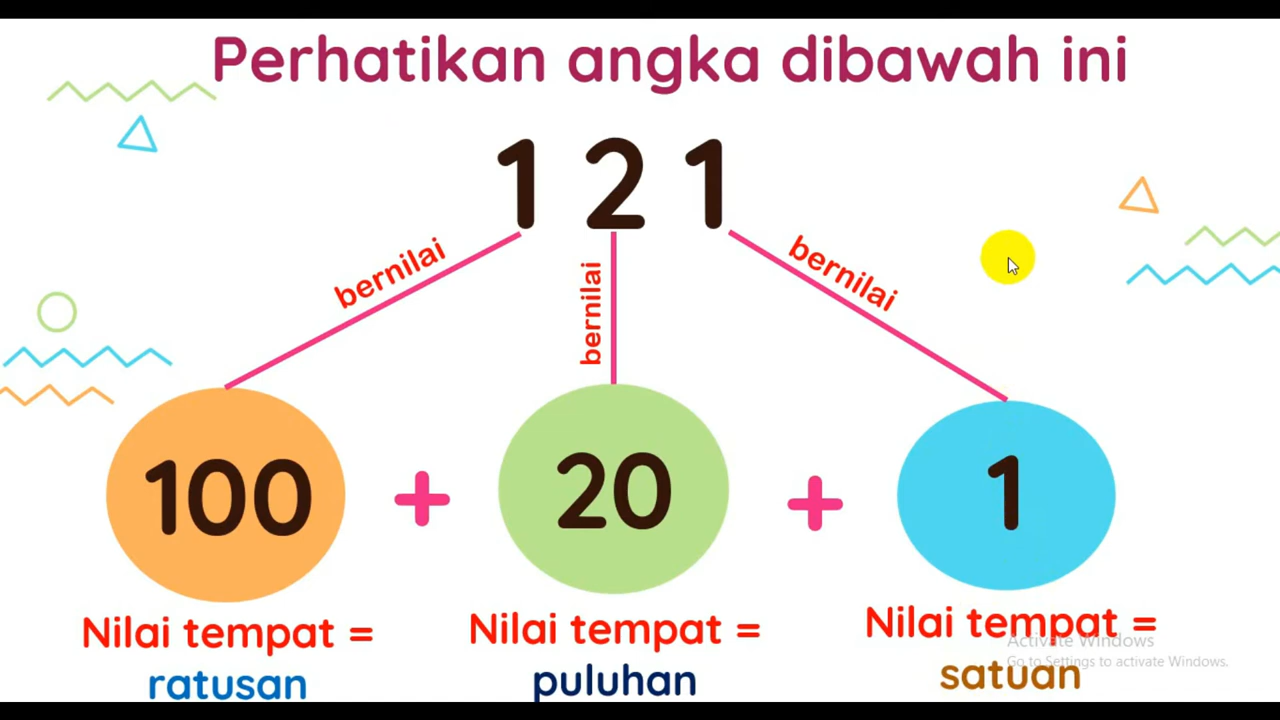 Perhatikan angka dibawah ini
1 2 1
bernilai
bernilai
bernilai
100 + 20 + 1
Nilai tempat =
ratusan
Nilai tempat =
puluhan
Nilai tempat =
satuan
Activate Windows
Go to Settings to activate Windows.